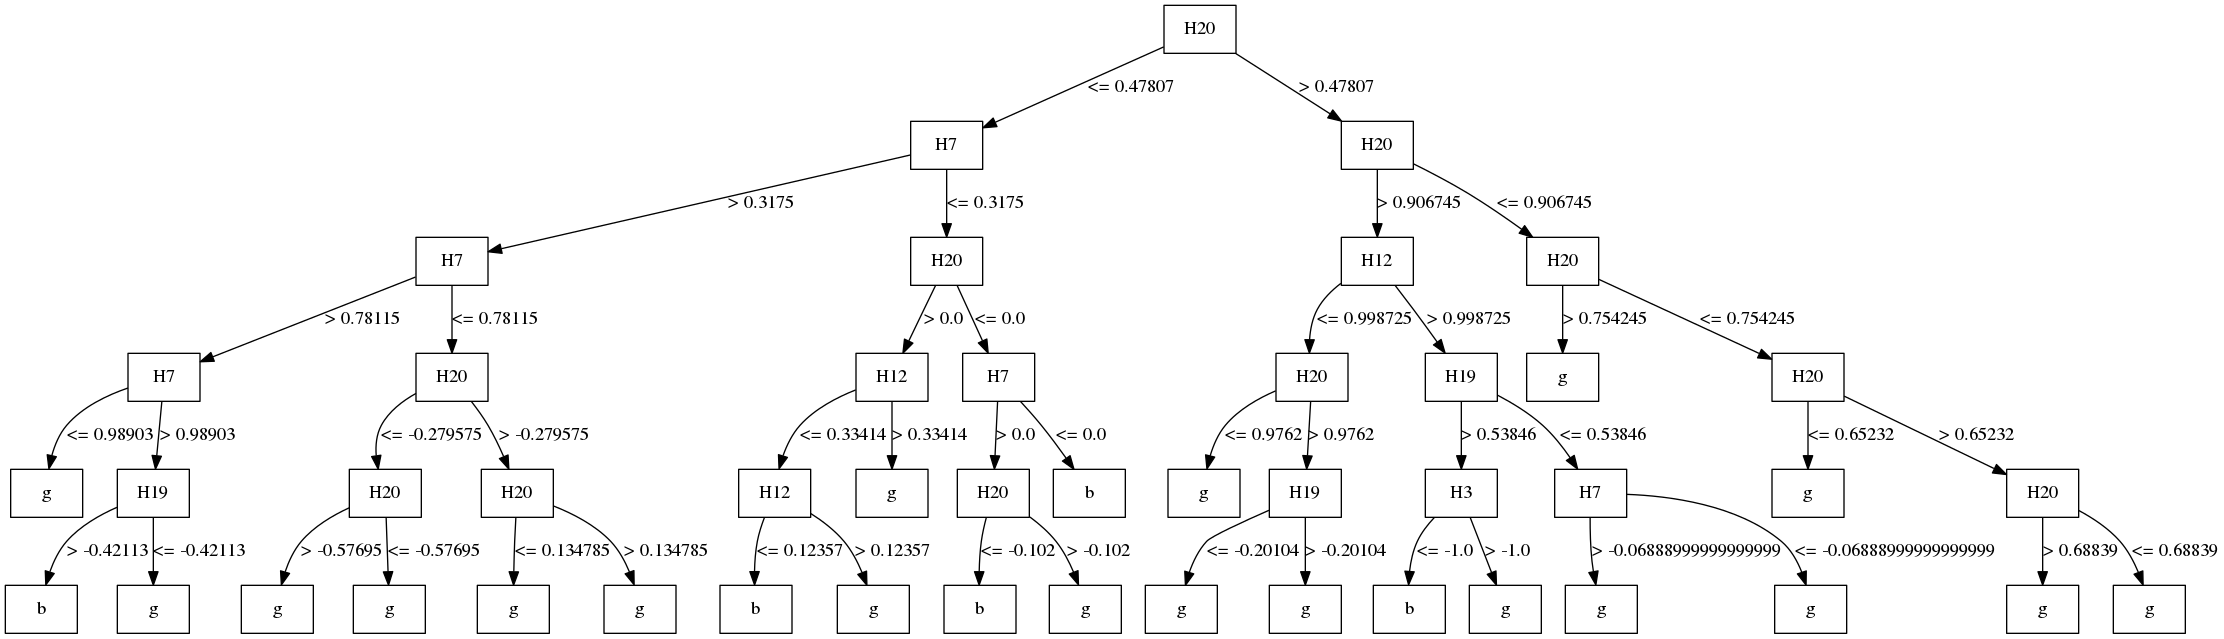 H20
<= 0.47807
> 0.47807
H7
H20
> 0.3175
<= 0.3175
> 0.906745
<= 0.906745
H7
H20
H12
H20
> 0.78115
<= 0.78115
> 0.0
<= 0.0
<= 0.998725
> 0.998725
> 0.754245
<= 0.754245
H7
H20
H12
H7
H20
H19
g
H20
<= 0.98903
> 0.98903
<= -0.279575
> -0.279575
<= 0.33414
> 0.33414
> 0.0
<= 0.0
<= 0.9762
> 0.9762
> 0.53846
<= 0.53846
<= 0.65232
> 0.65232
g
H19
H20
H20
H12
g
H20
b
g
H19
H3
H7
g
H20
> -0.42113
<= -0.42113
> -0.57695
<= -0.57695
<= 0.134785
> 0.134785
<= 0.12357
> 0.12357
<= -0.102
> -0.102
<= -0.20104
> -0.20104
<= -1.0
> -1.0
> -0.06888999999999999
<= -0.06888999999999999
> 0.68839
<= 0.68839
b
g
g
g
g
g
b
g
b
g
g
g
b
g
g
g
g
g